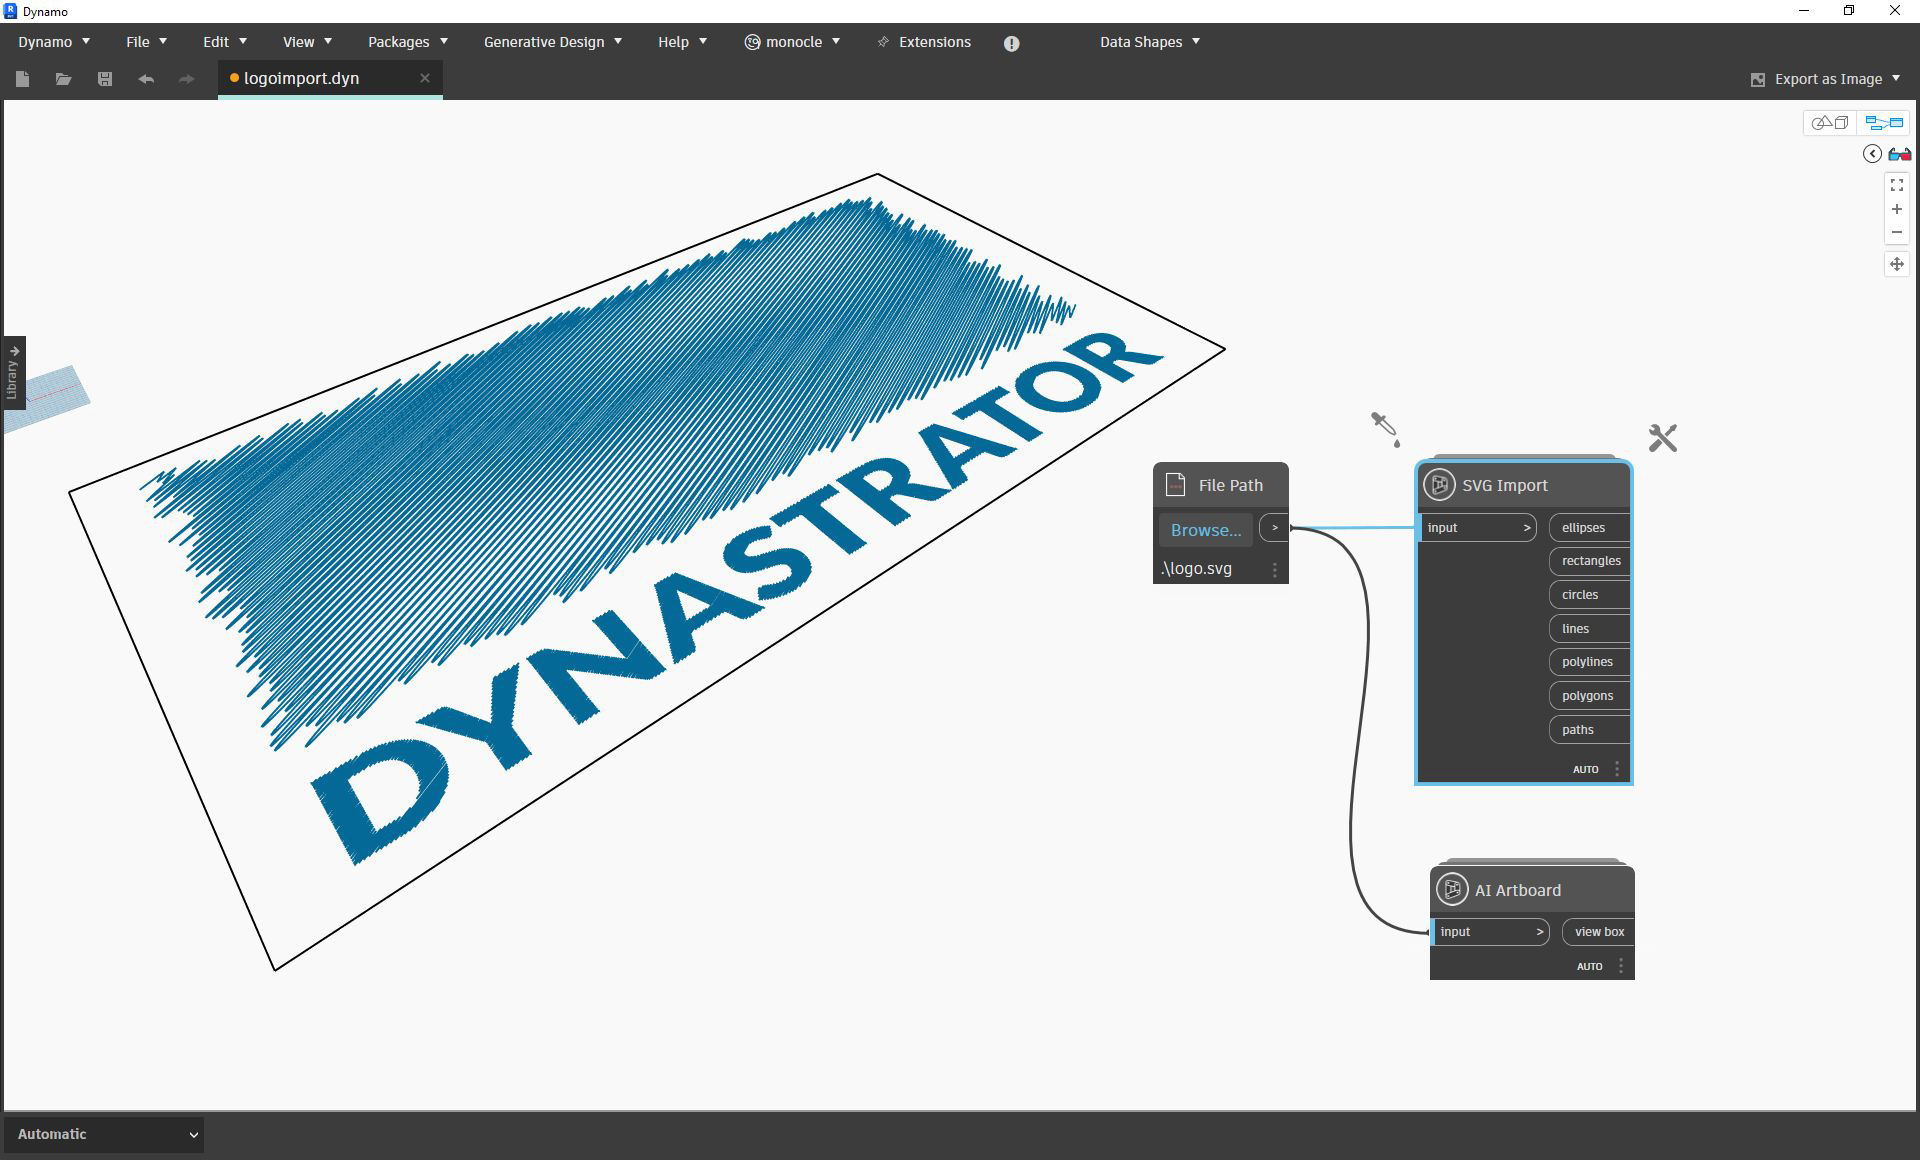 Dynamo
Dynamo File Edit View Packages Generative Design Help monocle Extensions Data Shapes
logoimport.dyn
Export as Image
Library
DYNASTRATOR
File Path
Browse...
>
.\logo.svg
SVG Import
input > ellipses
rectangles
circles
lines
polylines
polygons
paths
AUTO
AI Artboard
input > view box
AUTO
Automatic